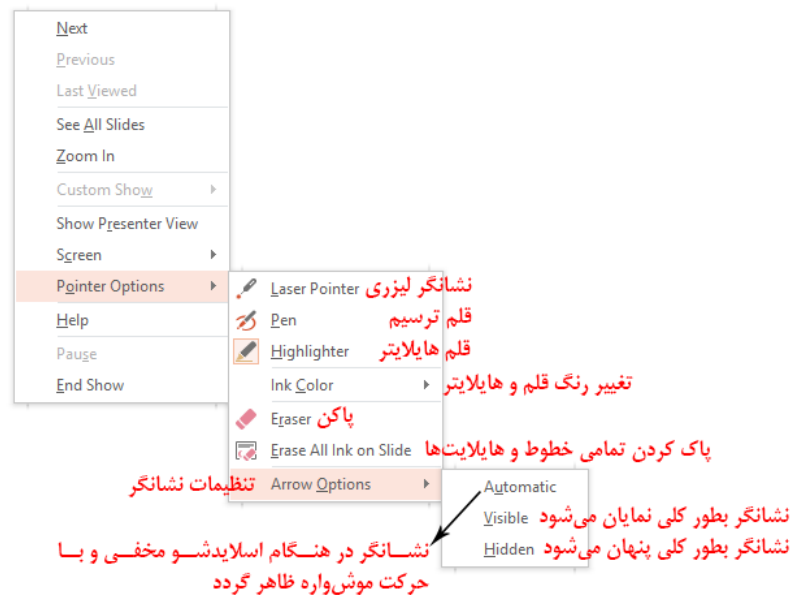 Next
Previous
Last Viewed
See All Slides
Zoom In
Custom Show
Show Presenter View
Screen
Pointer Options
Help
Pause
End Show
Laser Pointer نشانگر لیزری
Pen قلم ترسیم
Highlighter قلم هایلایتر
Ink Color تغییر رنگ قلم و هایلایتر
Eraser پاکن
Erase All Ink on Slide پاک کردن تمامی خطوط و هایلایت‌ها
Arrow Options تنظیمات نشانگر
Automatic
Visible نشانگر بطور کلی نمایان می‌شود
Hidden نشانگر بطور کلی پنهان می‌شود
نشانگر در هنگام اسلایدشو مخفی و با
حرکت موش‌واره ظاهر گردد